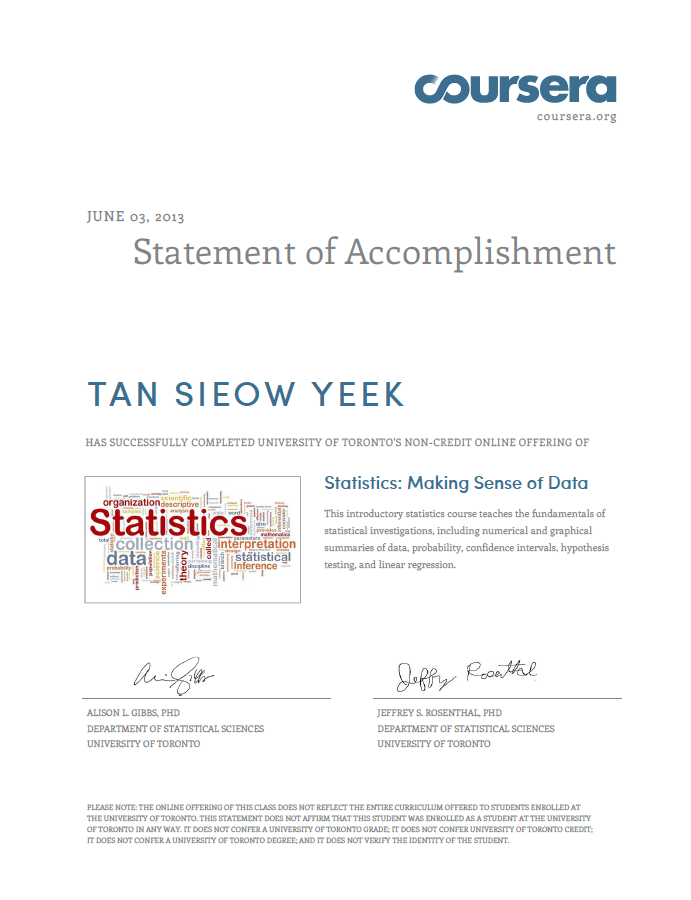 coursera
coursera.org
JUNE 03, 2013
Statement of Accomplishment
TAN SIEOW YEEK
HAS SUCCESSFULLY COMPLETED UNIVERSITY OF TORONTO'S NON-CREDIT ONLINE OFFERING OF
Statistics: Making Sense of Data
This introductory statistics course teaches the fundamentals of
statistical investigations, including numerical and graphical
summaries of data, probability, confidence intervals, hypothesis
testing, and linear regression.
organization
scientific
descriptive
Statistics
word
also
mathematics
collection
interpretation
data
theory
called
statistical
inference
discipline
probability
experiments
design
parameters
total
Jeffrey Rosenthal
ALISON L. GIBBS, PHD
DEPARTMENT OF STATISTICAL SCIENCES
UNIVERSITY OF TORONTO
JEFFREY S. ROSENTHAL, PHD
DEPARTMENT OF STATISTICAL SCIENCES
UNIVERSITY OF TORONTO
PLEASE NOTE: THE ONLINE OFFERING OF THIS CLASS DOES NOT REFLECT THE ENTIRE CURRICULUM OFFERED TO STUDENTS ENROLLED AT
THE UNIVERSITY OF TORONTO. THIS STATEMENT DOES NOT AFFIRM THAT THIS STUDENT WAS ENROLLED AS A STUDENT AT THE UNIVERSITY
OF TORONTO IN ANY WAY. IT DOES NOT CONFER A UNIVERSITY OF TORONTO GRADE; IT DOES NOT CONFER UNIVERSITY OF TORONTO CREDIT;
IT DOES NOT CONFER A UNIVERSITY OF TORONTO DEGREE; AND IT DOES NOT VERIFY THE IDENTITY OF THE STUDENT.